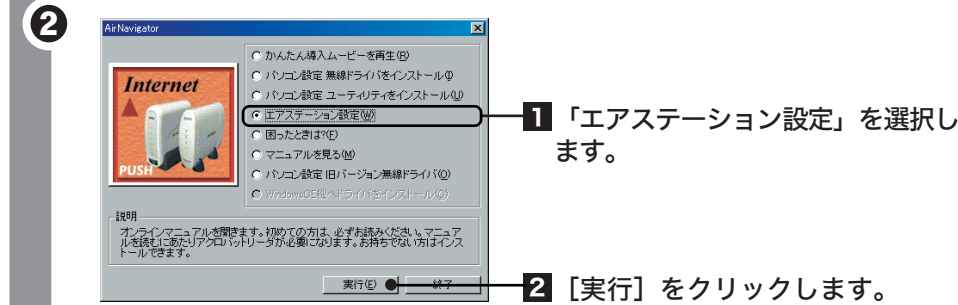 2
AirNavigator
Internet
PUSH
かんたん導入ムービーを再生(R)
パソコン設定 無線ドライバをインストール(I)
パソコン設定 ユーティリティをインストール(U)
エアステーション設定(W)
困ったときは?(F)
マニュアルを見る(M)
パソコン設定 旧バージョン無線ドライバ(O)
WindowsCE機へドライバをインストール(C)
説明
オンラインマニュアルを開きます。初めての方は、必ずお読みください。マニュア
ルを読むにあたりアクロバットリーダが必要になります。お持ちでない方はインス
トールできます。
実行(E)
終了
1 「エアステーション設定」を選択し
ます。
2 [実行]をクリックします。